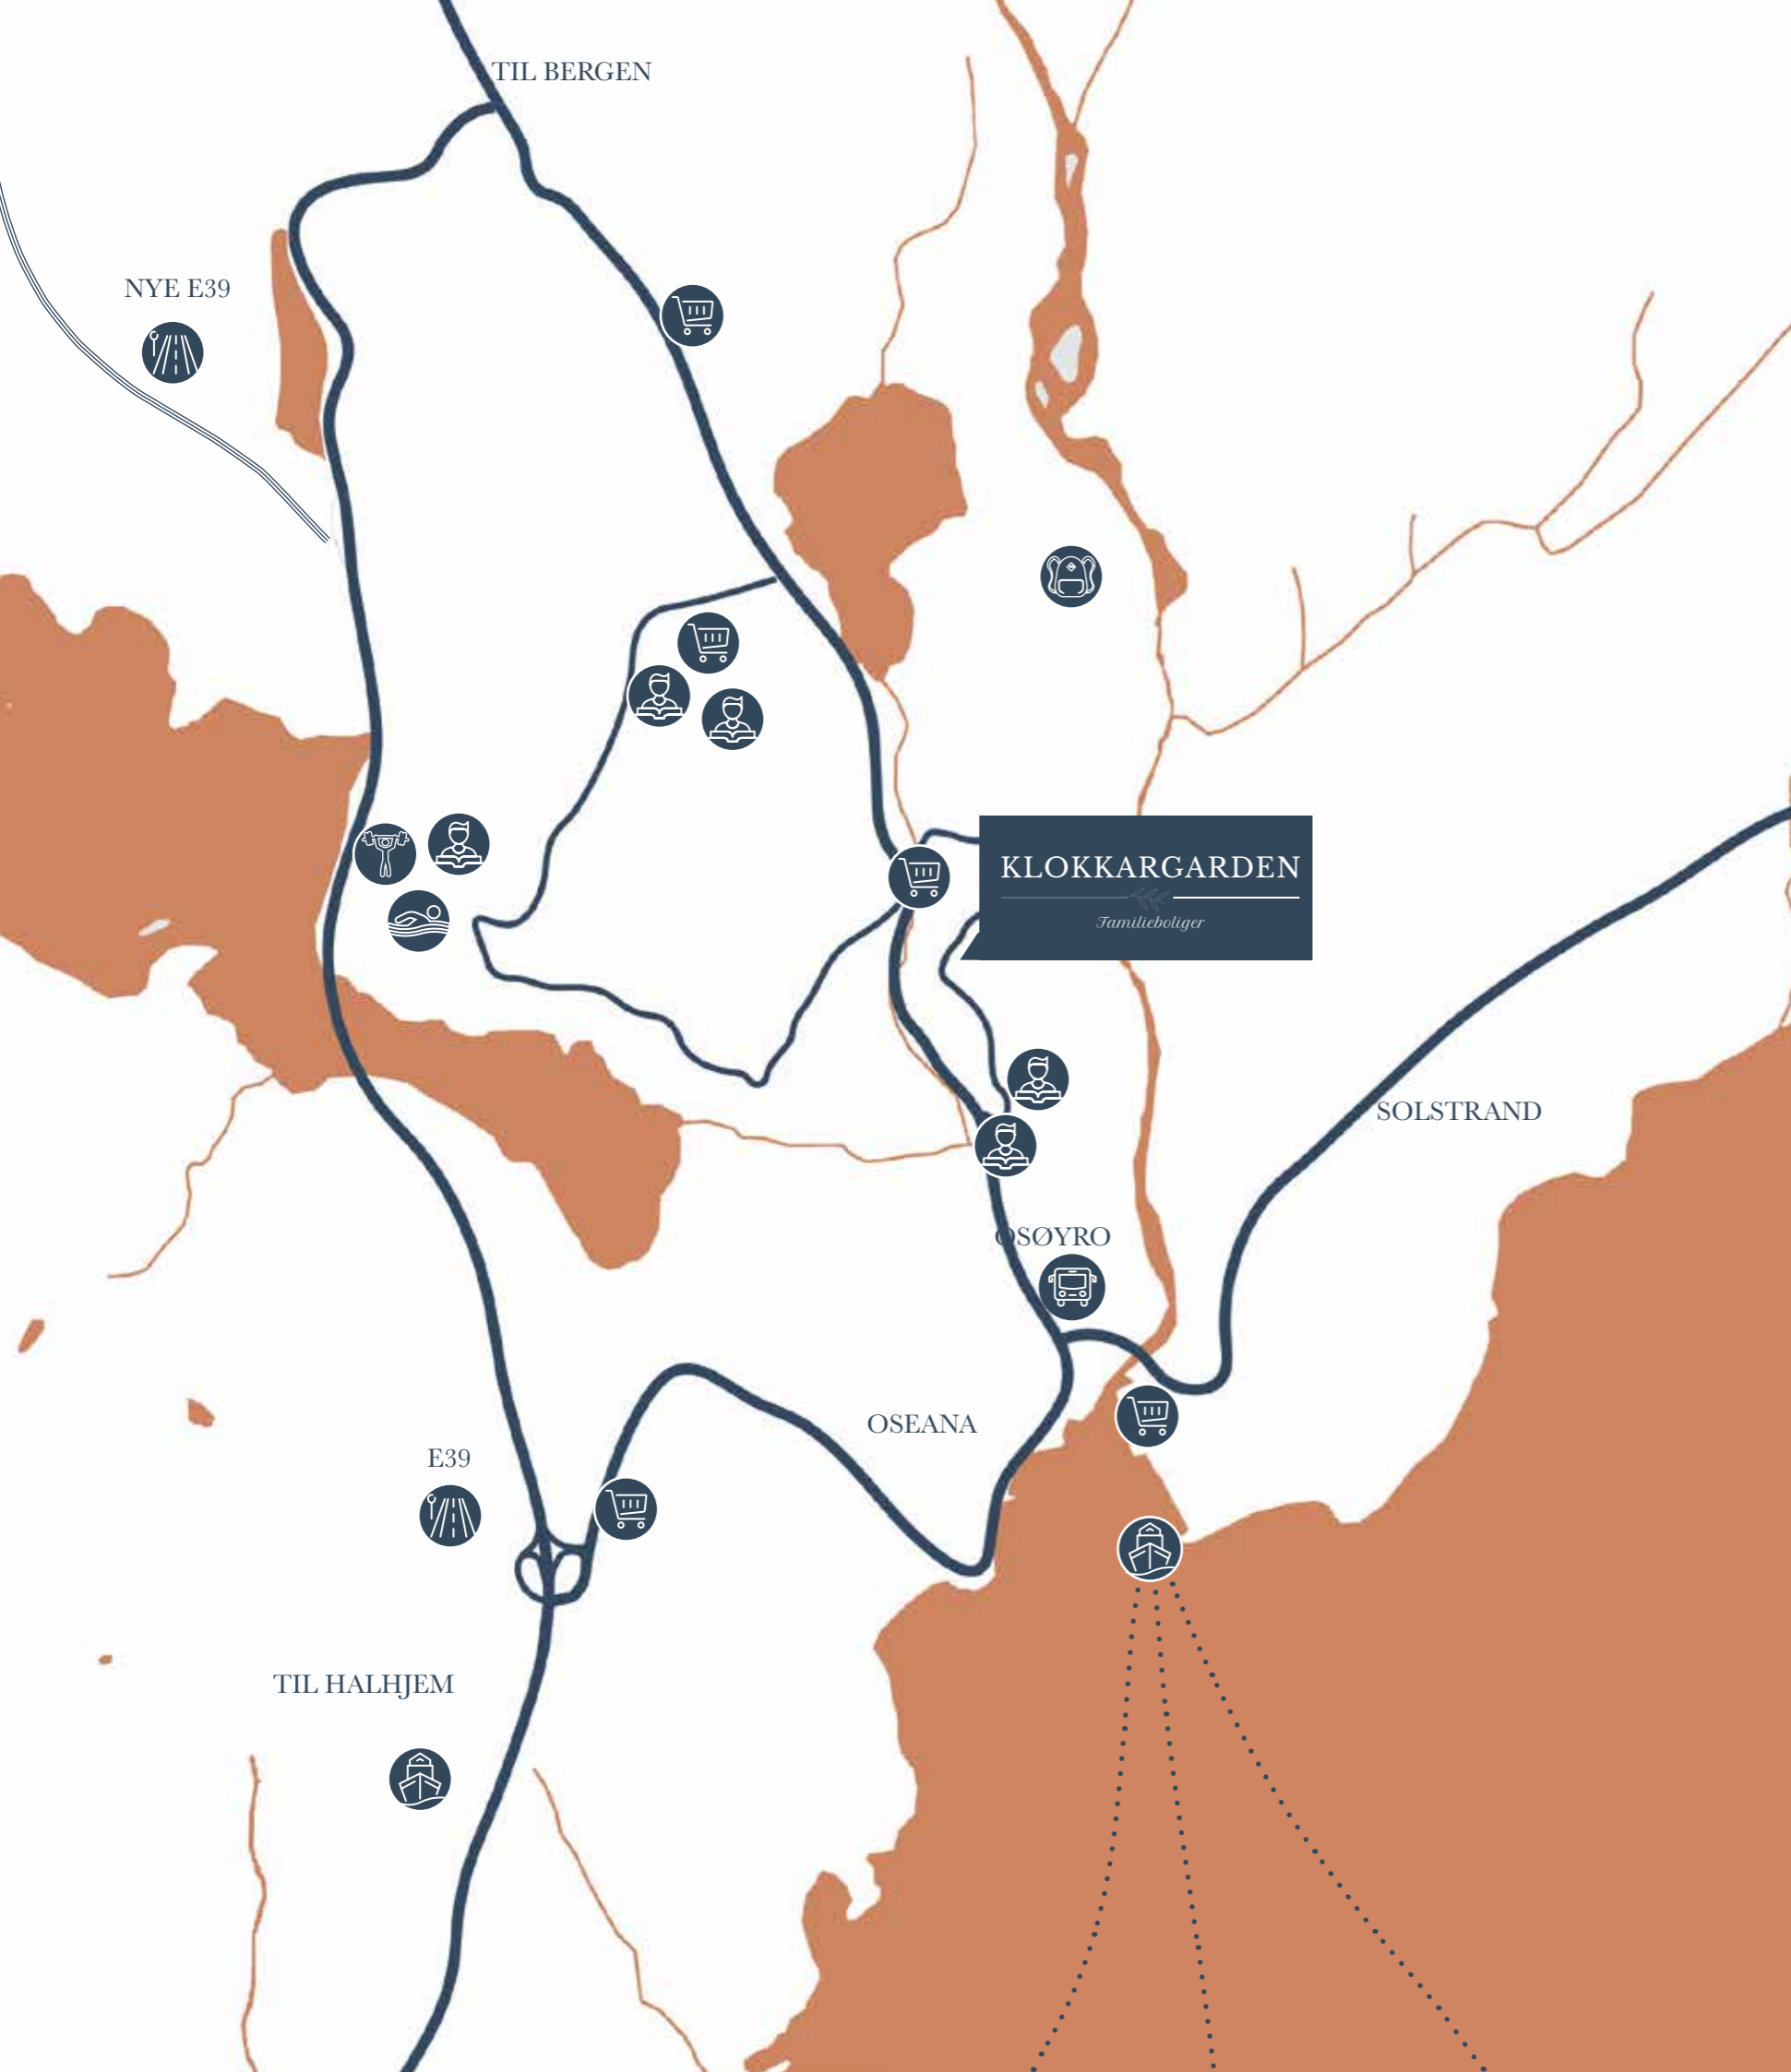 TIL BERGEN
NYE E39
KLOKKARGARDEN
Familieboliger
SOLSTRAND
OSØYRO
OSEANA
E39
TIL HALHJEM